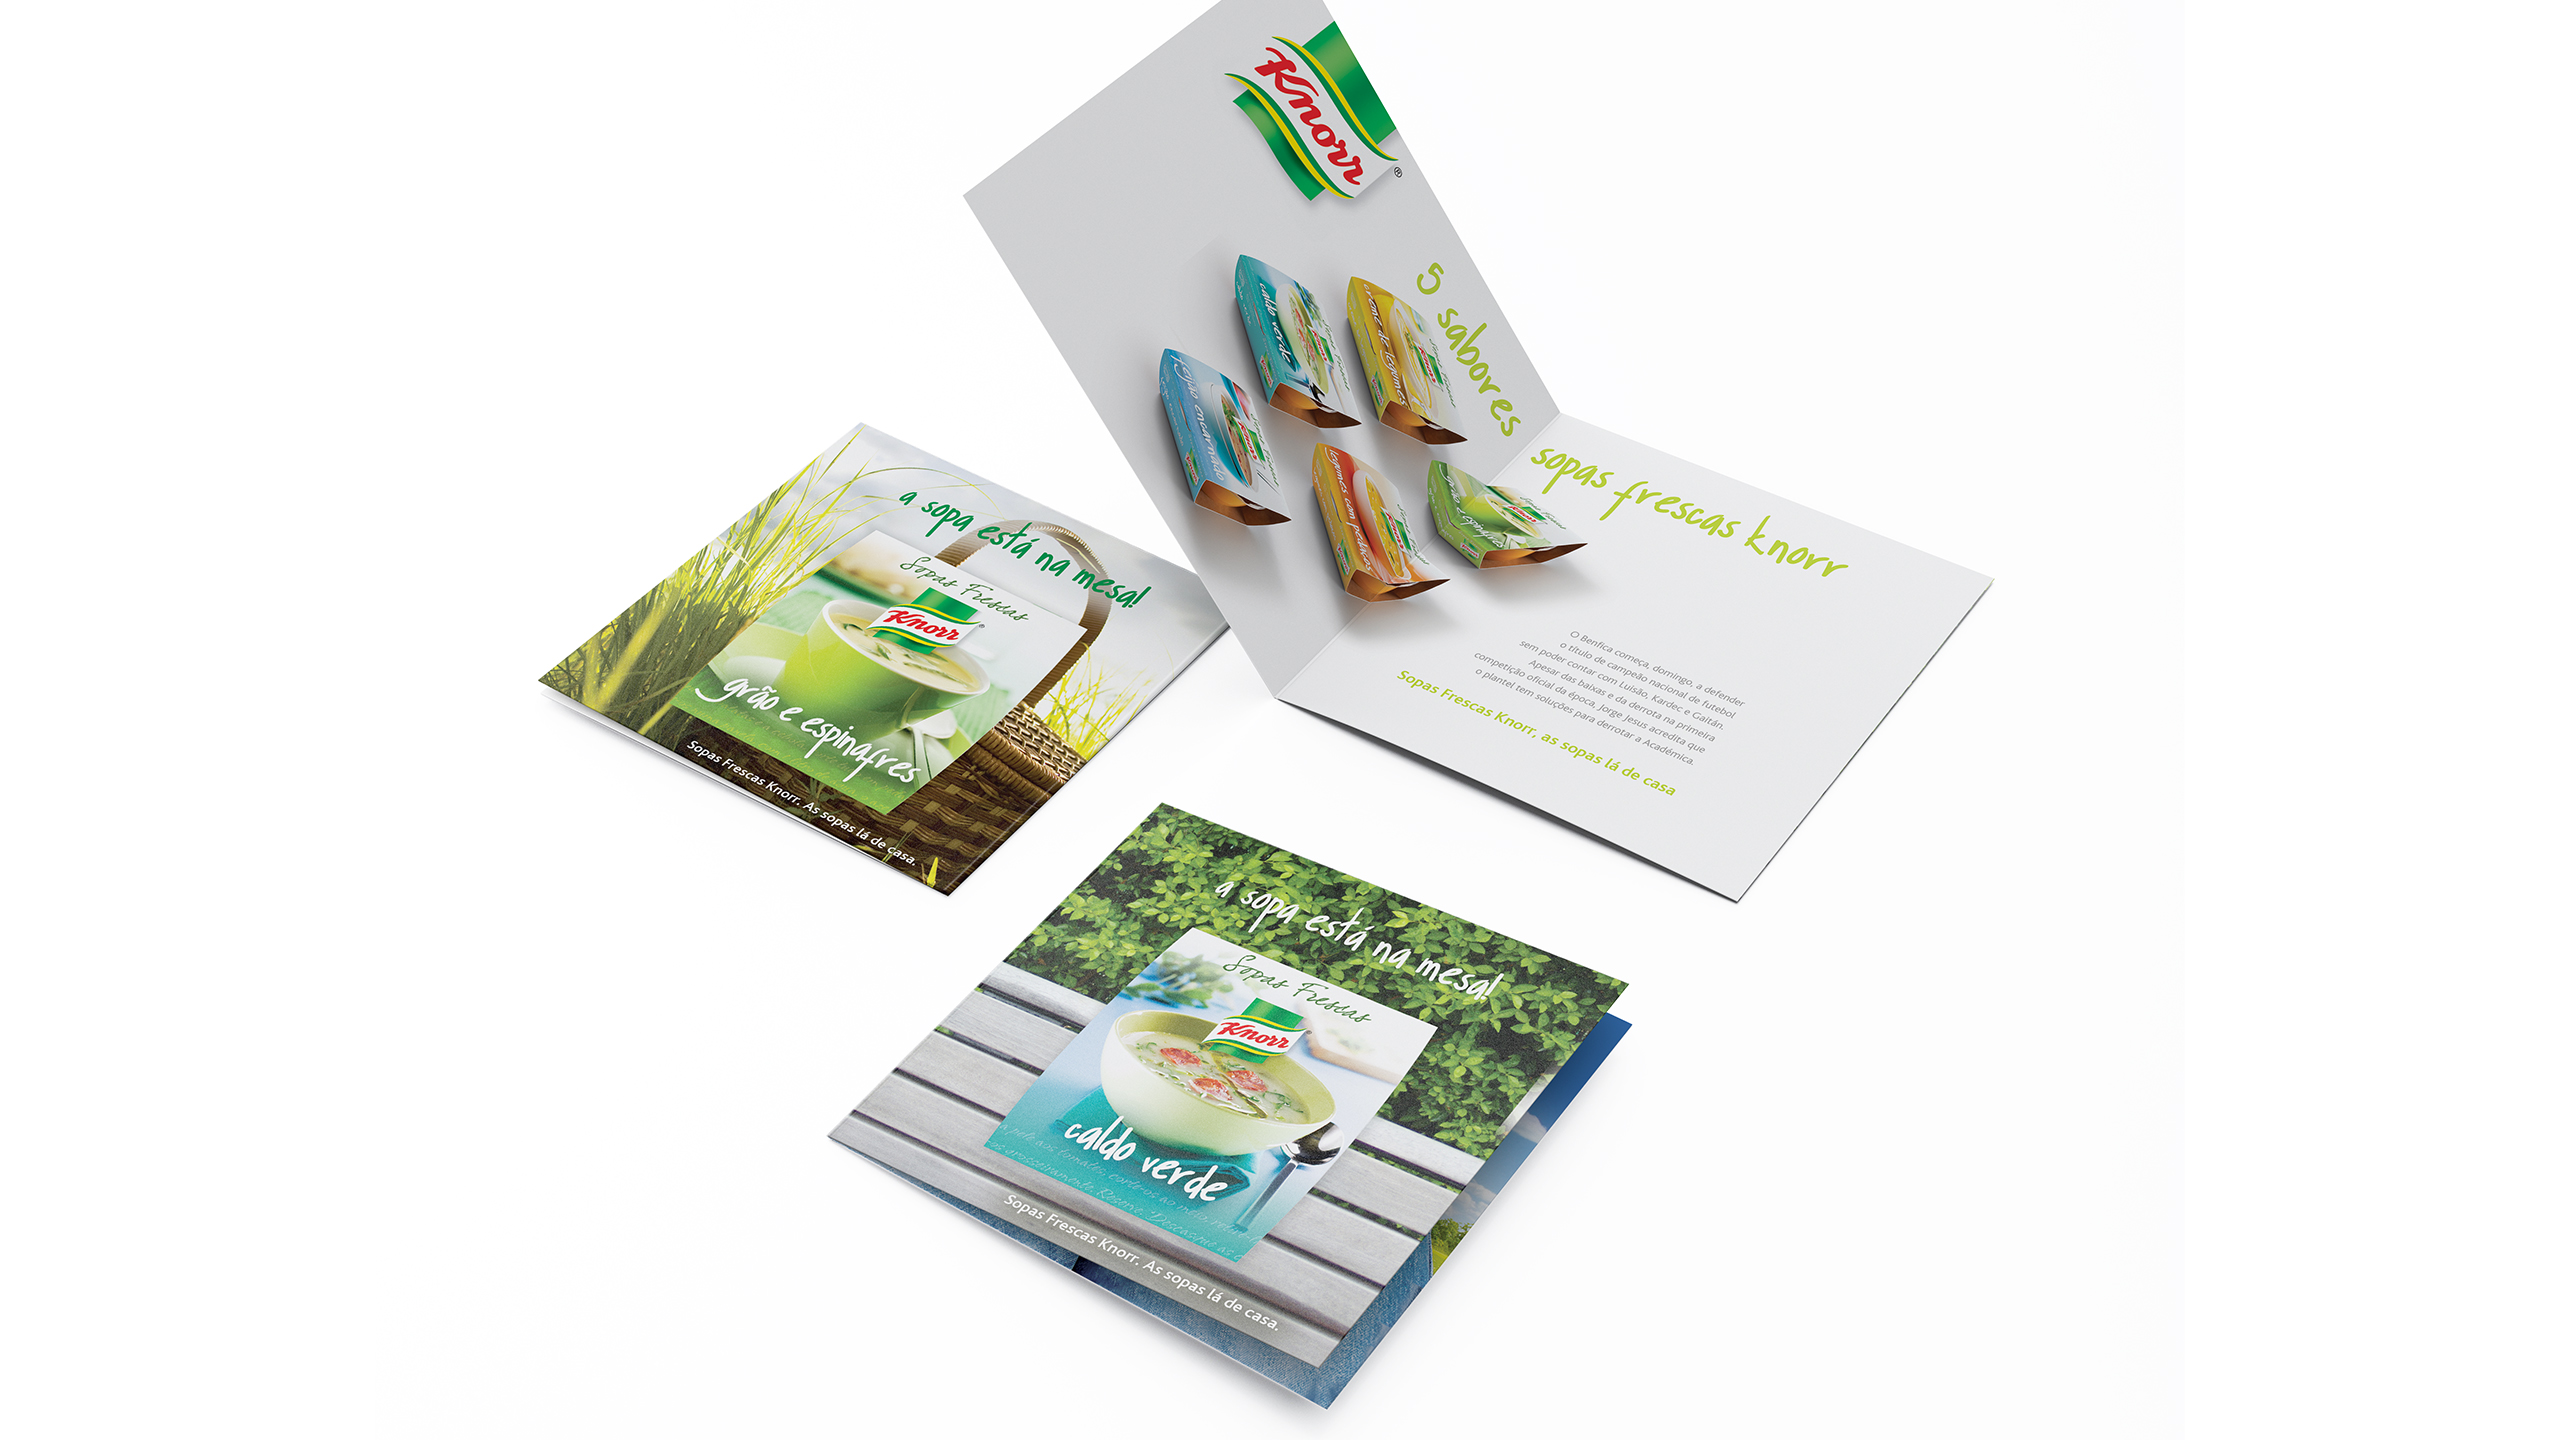 Knorr®
5 sabores
sopas frescas knorr
caldo verde
creme de legumes
feijão encarnado
legumes com
grão e espinafres
O Benfica começa, domingo, a defender
o título de campeão nacional de futebol
sem poder contar com Luisão, Kardec e Gaitán.
Apesar das baixas e da derrota na primeira
competição oficial da época, Jorge Jesus acredita que
o plantel tem soluções para derrotar a Académica.
Sopas Frescas Knorr, as sopas lá de casa
a sopa está na mesa!
Sopas Frescas
Knorr®
grão e espinafres
Sopas Frescas Knorr. As sopas lá de casa.
a sopa está na mesa!
Sopas Frescas
Knorr
caldo verde
Sopas Frescas Knorr. As sopas lá de casa.